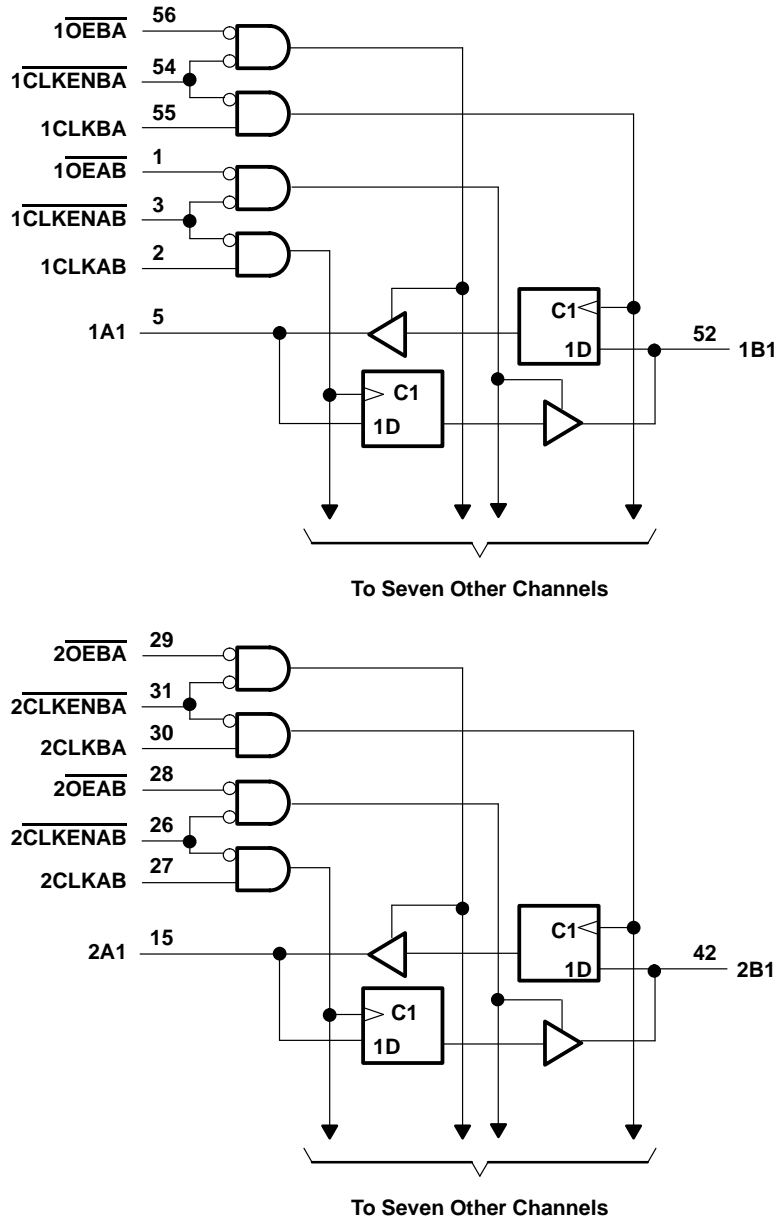 56
1OEBA
54
1CLKENBA
55
1CLKBA
1
1OEAB
3
1CLKENAB
2
1CLKAB
5
1A1
C1
1D
52
1B1
C1
1D
To Seven Other Channels
29
2OEBA
31
2CLKENBA
30
2CLKBA
28
2OEAB
26
2CLKENAB
27
2CLKAB
15
2A1
C1
1D
42
2B1
C1
1D
To Seven Other Channels